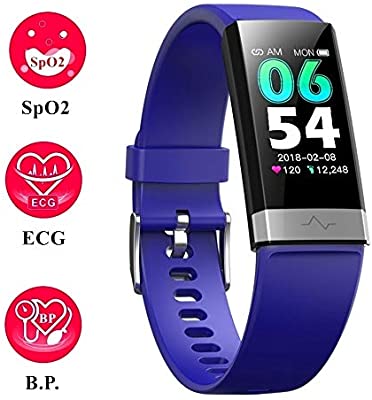 SpO2
SpO2
ECG
ECG
BP
B.P.
AM MON
06
54
2018-02-08
120 12,248